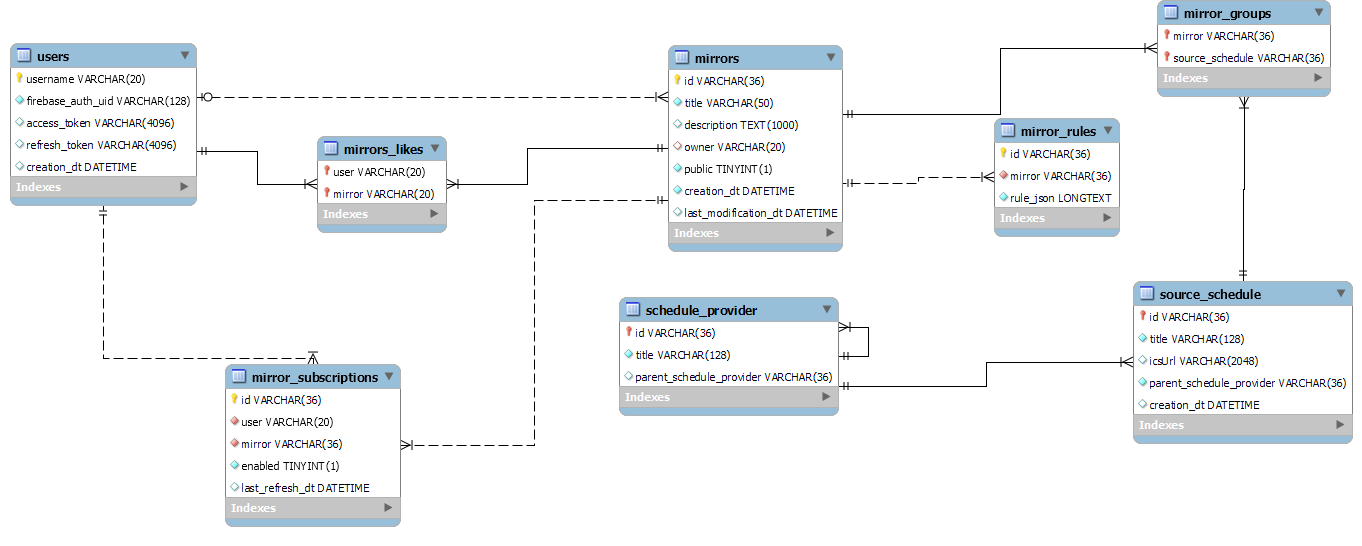 users
username VARCHAR(20)
firebase_auth_uid VARCHAR(128)
access_token VARCHAR(4096)
refresh_token VARCHAR(4096)
creation_dt DATETIME
Indexes
mirrors_likes
user VARCHAR(20)
mirror VARCHAR(20)
Indexes
mirror_subscriptions
id VARCHAR(36)
user VARCHAR(20)
mirror VARCHAR(36)
enabled TINYINT(1)
last_refresh_dt DATETIME
Indexes
mirrors
id VARCHAR(36)
title VARCHAR(50)
description TEXT(1000)
owner VARCHAR(20)
public TINYINT(1)
creation_dt DATETIME
last_modification_dt DATETIME
Indexes
schedule_provider
id VARCHAR(36)
title VARCHAR(128)
parent_schedule_provider VARCHAR(36)
Indexes
mirror_groups
mirror VARCHAR(36)
source_schedule VARCHAR(36)
Indexes
mirror_rules
id VARCHAR(36)
mirror VARCHAR(36)
rule_json LONGTEXT
Indexes
source_schedule
id VARCHAR(36)
title VARCHAR(128)
icsUrl VARCHAR(2048)
parent_schedule_provider VARCHAR(36)
creation_dt DATETIME
Indexes